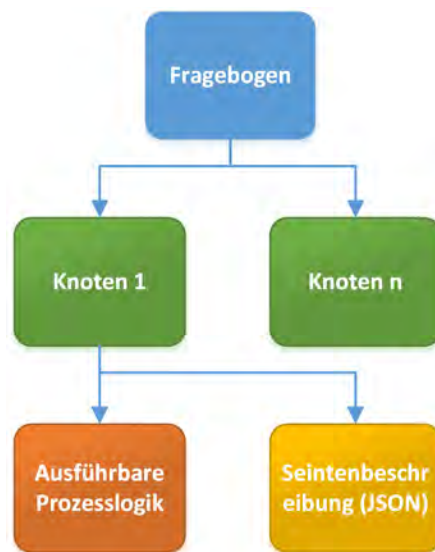 Fragebogen
Knoten 1
Knoten n
Ausführbare
Prozesslogik
Seintenbeschr
eibung (JSON)